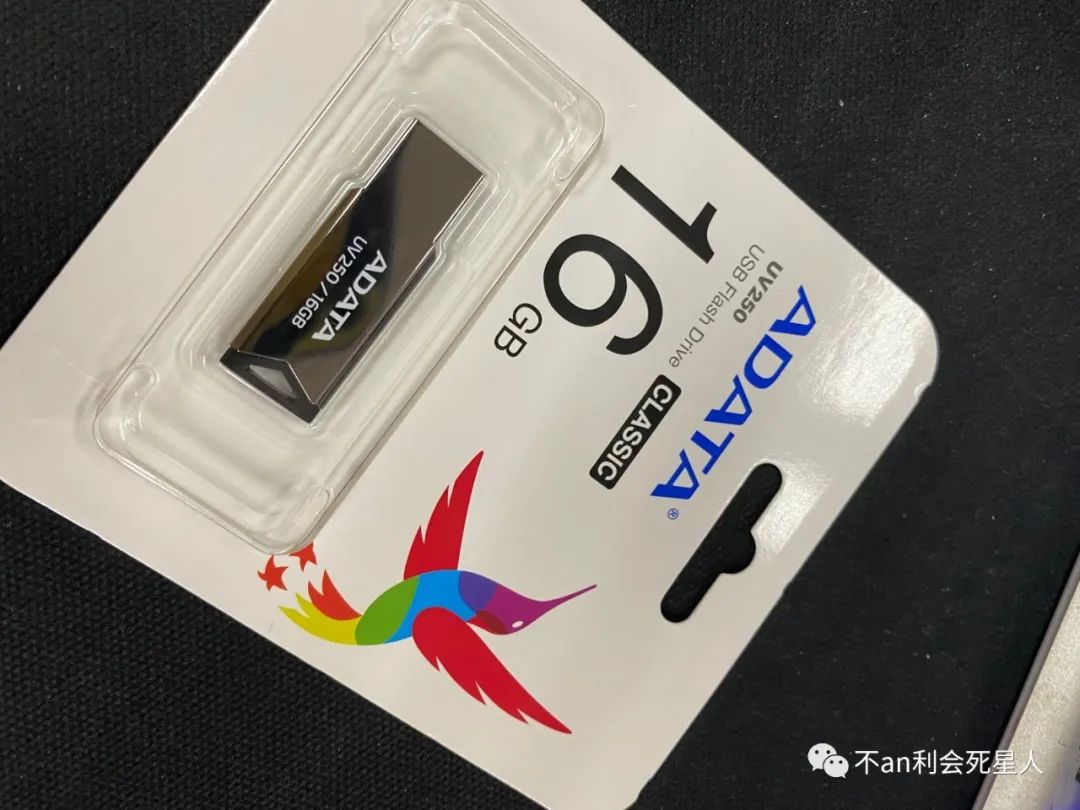 ADATA®
UV250
USB Flash Drive
CLASSIC
16
GB
ADATA
UV250 / 16GB
不an利会死星人